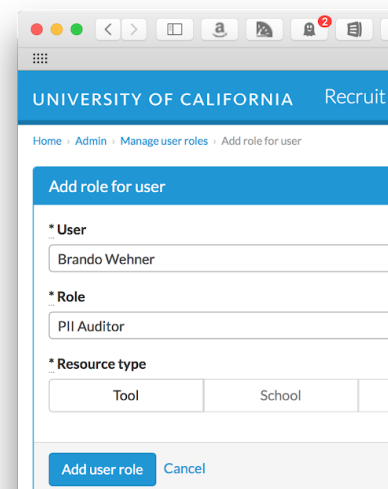 2
UNIVERSITY OF CALIFORNIA Recruit
Home › Admin › Manage user roles › Add role for user
Add role for user
* User
Brando Wehner
* Role
PII Auditor
* Resource type
Tool School
Add user role Cancel